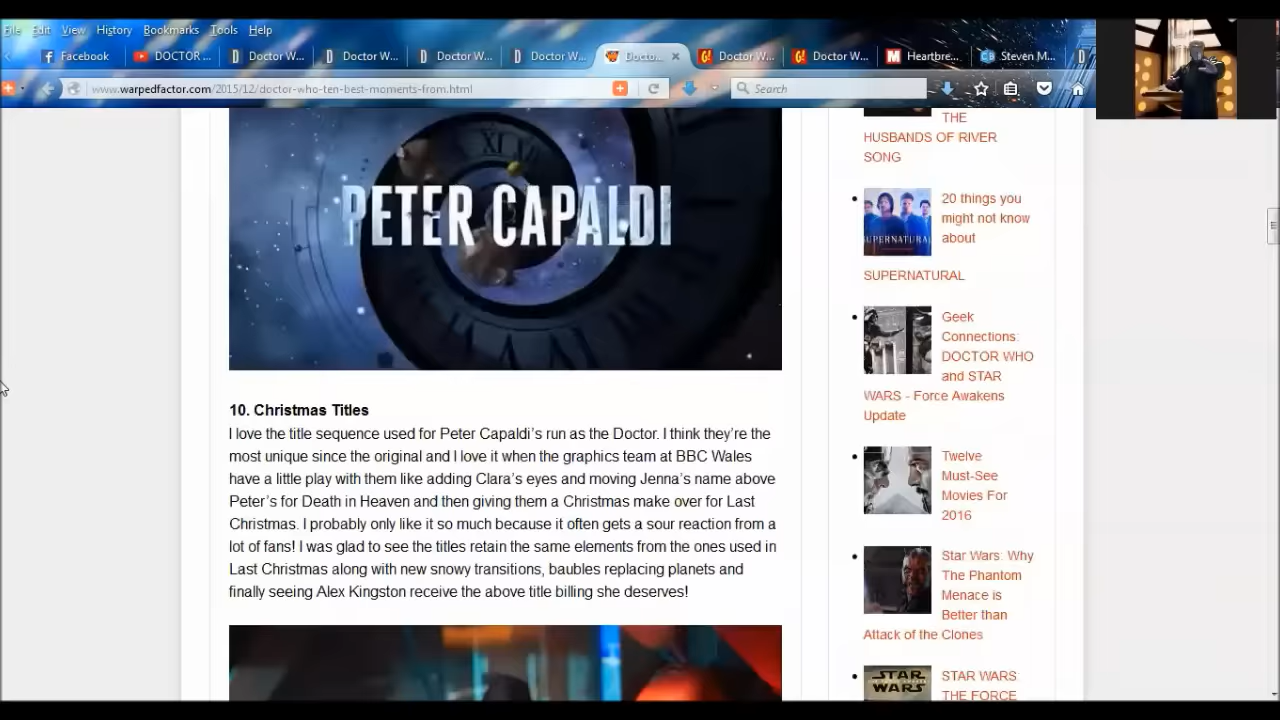 File Edit View History Bookmarks Tools Help
Facebook DOCTOR ... Doctor W... Doctor W... Doctor W... Doctor W... Docto... Doctor W... Doctor W... Heartbre... Steven M...
www.warpedfactor.com/2015/12/doctor-who-ten-best-moments-from.html Search
PETER CAPALDI
10. Christmas Titles
I love the title sequence used for Peter Capaldi's run as the Doctor. I think they're the
most unique since the original and I love it when the graphics team at BBC Wales
have a little play with them like adding Clara's eyes and moving Jenna's name above
Peter's for Death in Heaven and then giving them a Christmas make over for Last
Christmas. I probably only like it so much because it often gets a sour reaction from a
lot of fans! I was glad to see the titles retain the same elements from the ones used in
Last Christmas along with new snowy transitions, baubles replacing planets and
finally seeing Alex Kingston receive the above title billing she deserves!
THE
HUSBANDS OF RIVER
SONG
20 things you
might not know
about
SUPERNATURAL
Geek
Connections:
DOCTOR WHO
and STAR
WARS - Force Awakens
Update
Twelve
Must-See
Movies For
2016
Star Wars: Why
The Phantom
Menace is
Better than
Attack of the Clones
STAR WARS
STAR WARS
THE FORCE